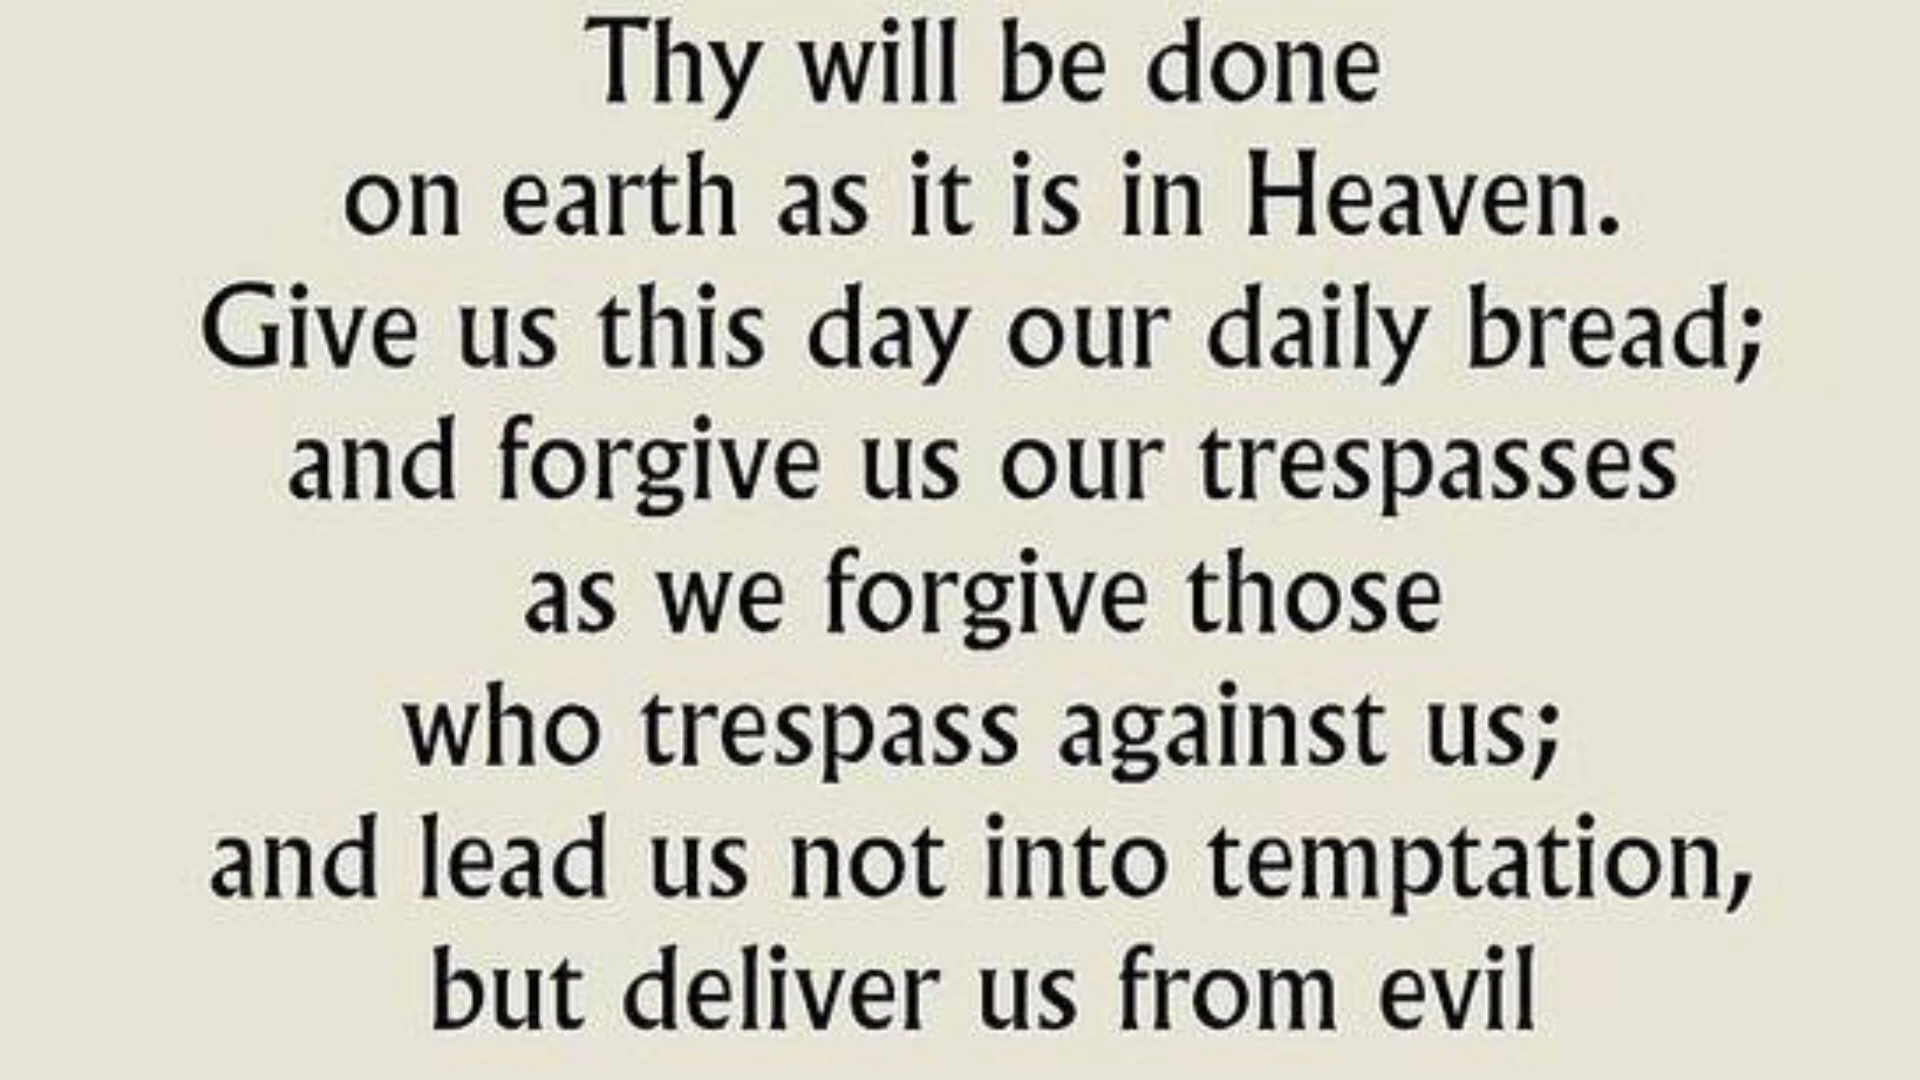 Thy will be done
on earth as it is in Heaven.
Give us this day our daily bread;
and forgive us our trespasses
as we forgive those
who trespass against us;
and lead us not into temptation,
but deliver us from evil